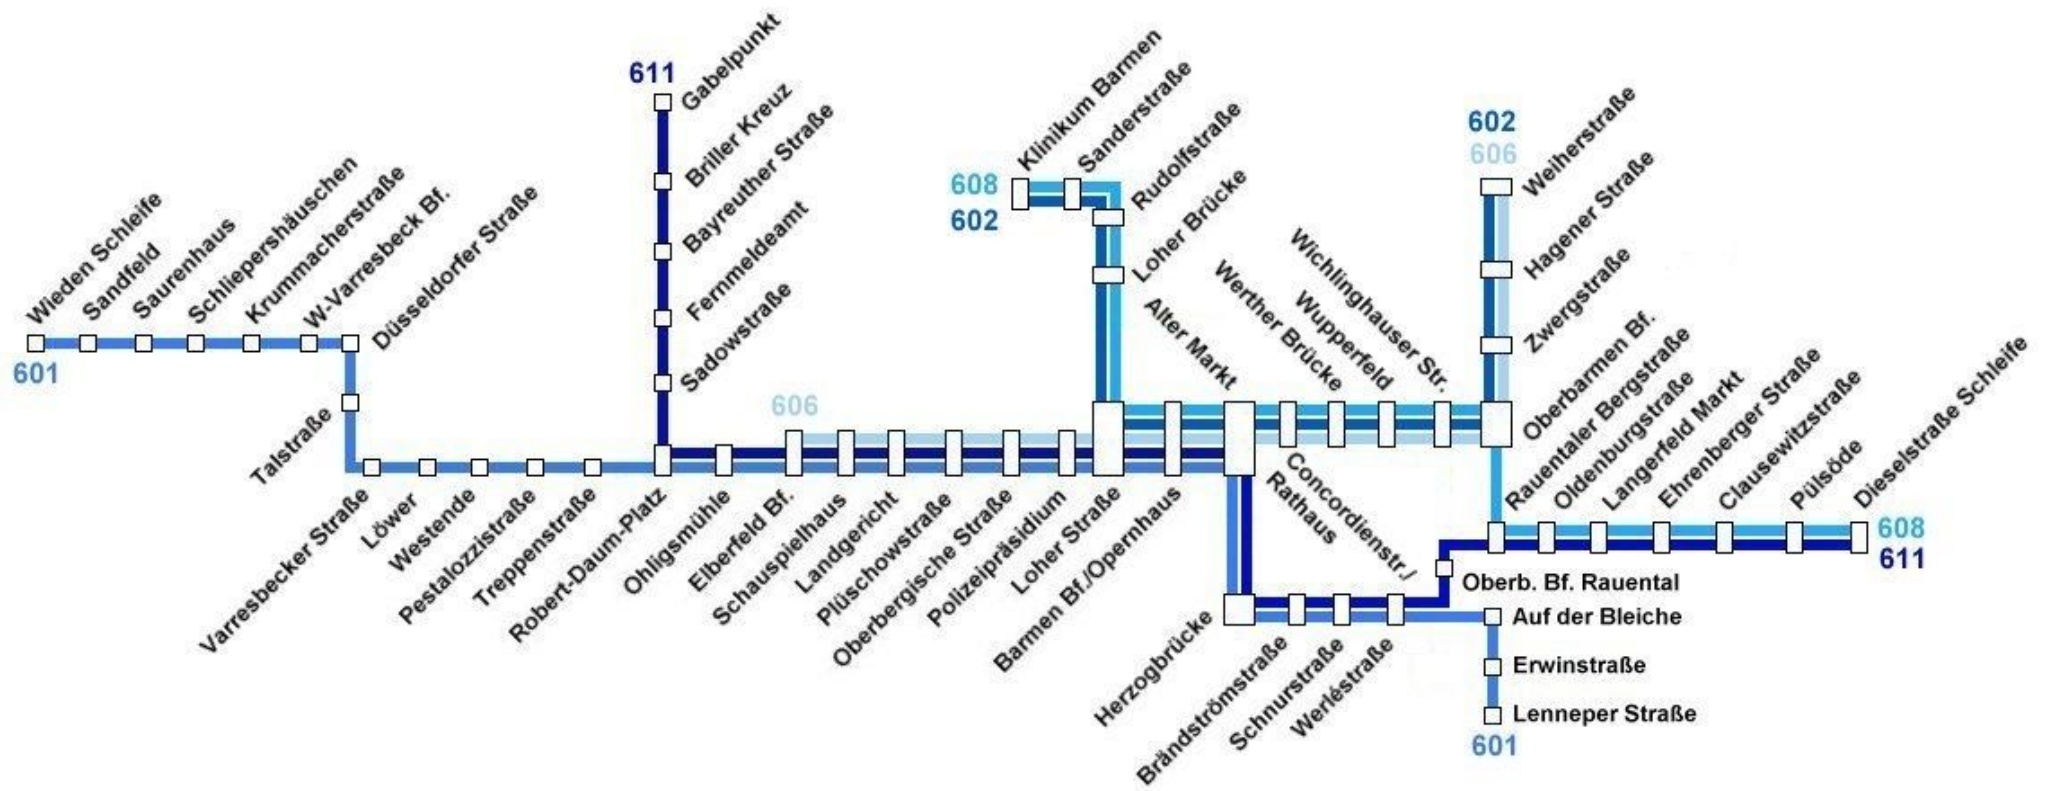 611
Gabelpunkt
Briller Kreuz
Bayreuther Straße
Fernmeldeamt
Sadowstraße
Wieden Schleife
Sandfeld
Saurenhaus
Schliepershäuschen
Krummacherstraße
W-Varresbeck Bf.
Düsseldorfer Straße
601
Talstraße
Varresbecker Straße
Löwer
Westende
Pestalozzistraße
Treppenstraße
Robert-Daum-Platz
Ohligsmühle
606
Elberfeld Bf.
Schauspielhaus
Landgericht
Plüschowstraße
Oberbergische Straße
Polizeipräsidium
Loher Straße
Barmen Bf./Opernhaus
608
602
Klinikum Barmen
Sanderstraße
Rudolfstraße
Loher Brücke
Alter Markt
Werther Brücke
Wupperfeld
Wichlinghauser Str.
602
606
Weiherstraße
Hagener Straße
Zwergstraße
Oberbarmen Bf.
Rauentaler Bergstraße
Oldenburgstraße
Langerfeld Markt
Ehrenberger Straße
Clausewitzstraße
Pülsöde
Dieselstraße Schleife
608
611
Concordienstr./
Rathaus
Herzogbrücke
Brändströmstraße
Schnurstraße
Werléstraße
Oberb. Bf. Rauental
Auf der Bleiche
Erwinstraße
Lenneper Straße
601